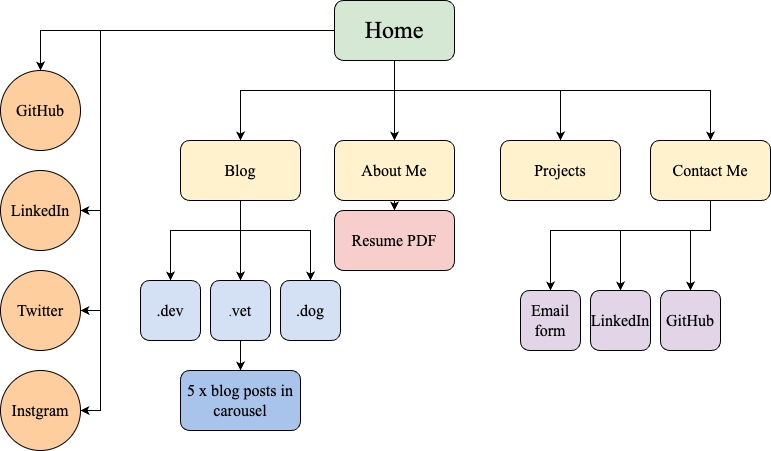 Home
GitHub
LinkedIn
Twitter
Instgram
Blog
About Me
Projects
Contact Me
Resume PDF
.dev
.vet
.dog
5 x blog posts in
carousel
Email
form
LinkedIn
GitHub